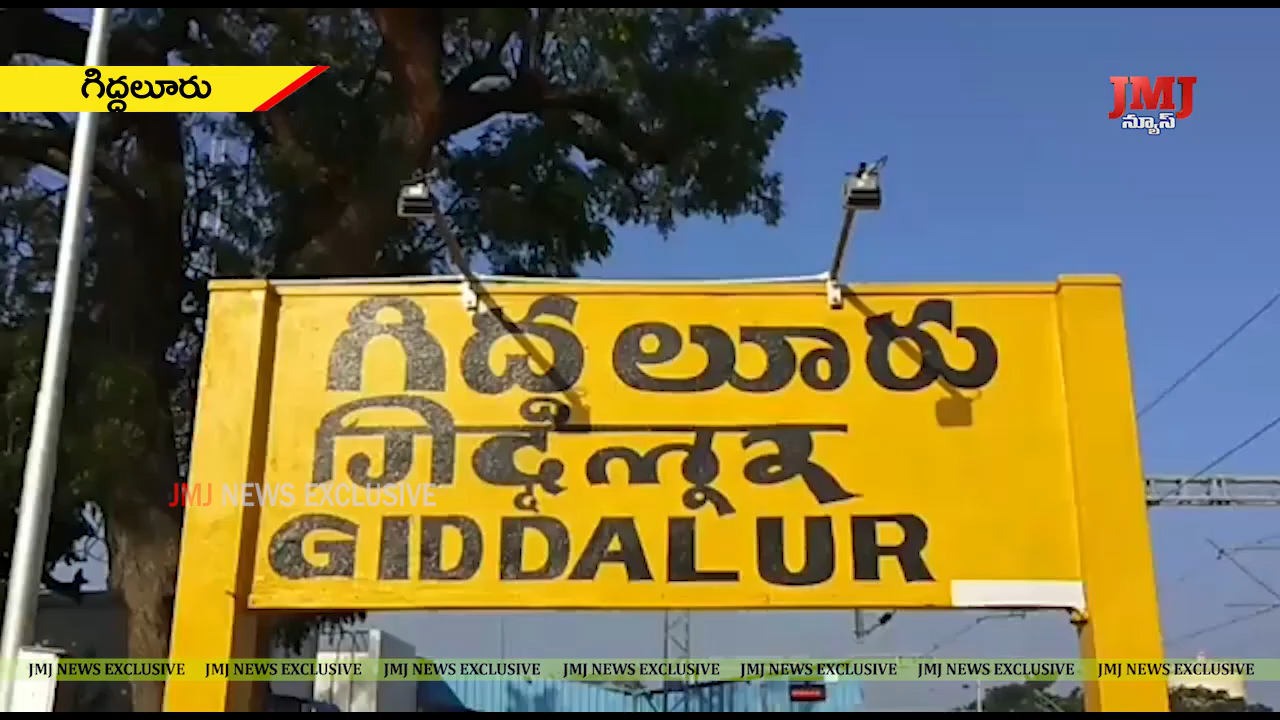 గిద్దలూరు
JMJ
న్యూస్
గిద్దలూరు
गिद्दलूरु
JMJ NEWS EXCLUSIVE
GIDDALUR
JMJ NEWS EXCLUSIVE JMJ NEWS EXCLUSIVE JMJ NEWS EXCLUSIVE JMJ NEWS EXCLUSIVE JMJ NEWS EXCLUSIVE JMJ NEWS EXCLUSIVE JMJ NEWS EXCLUSIVE